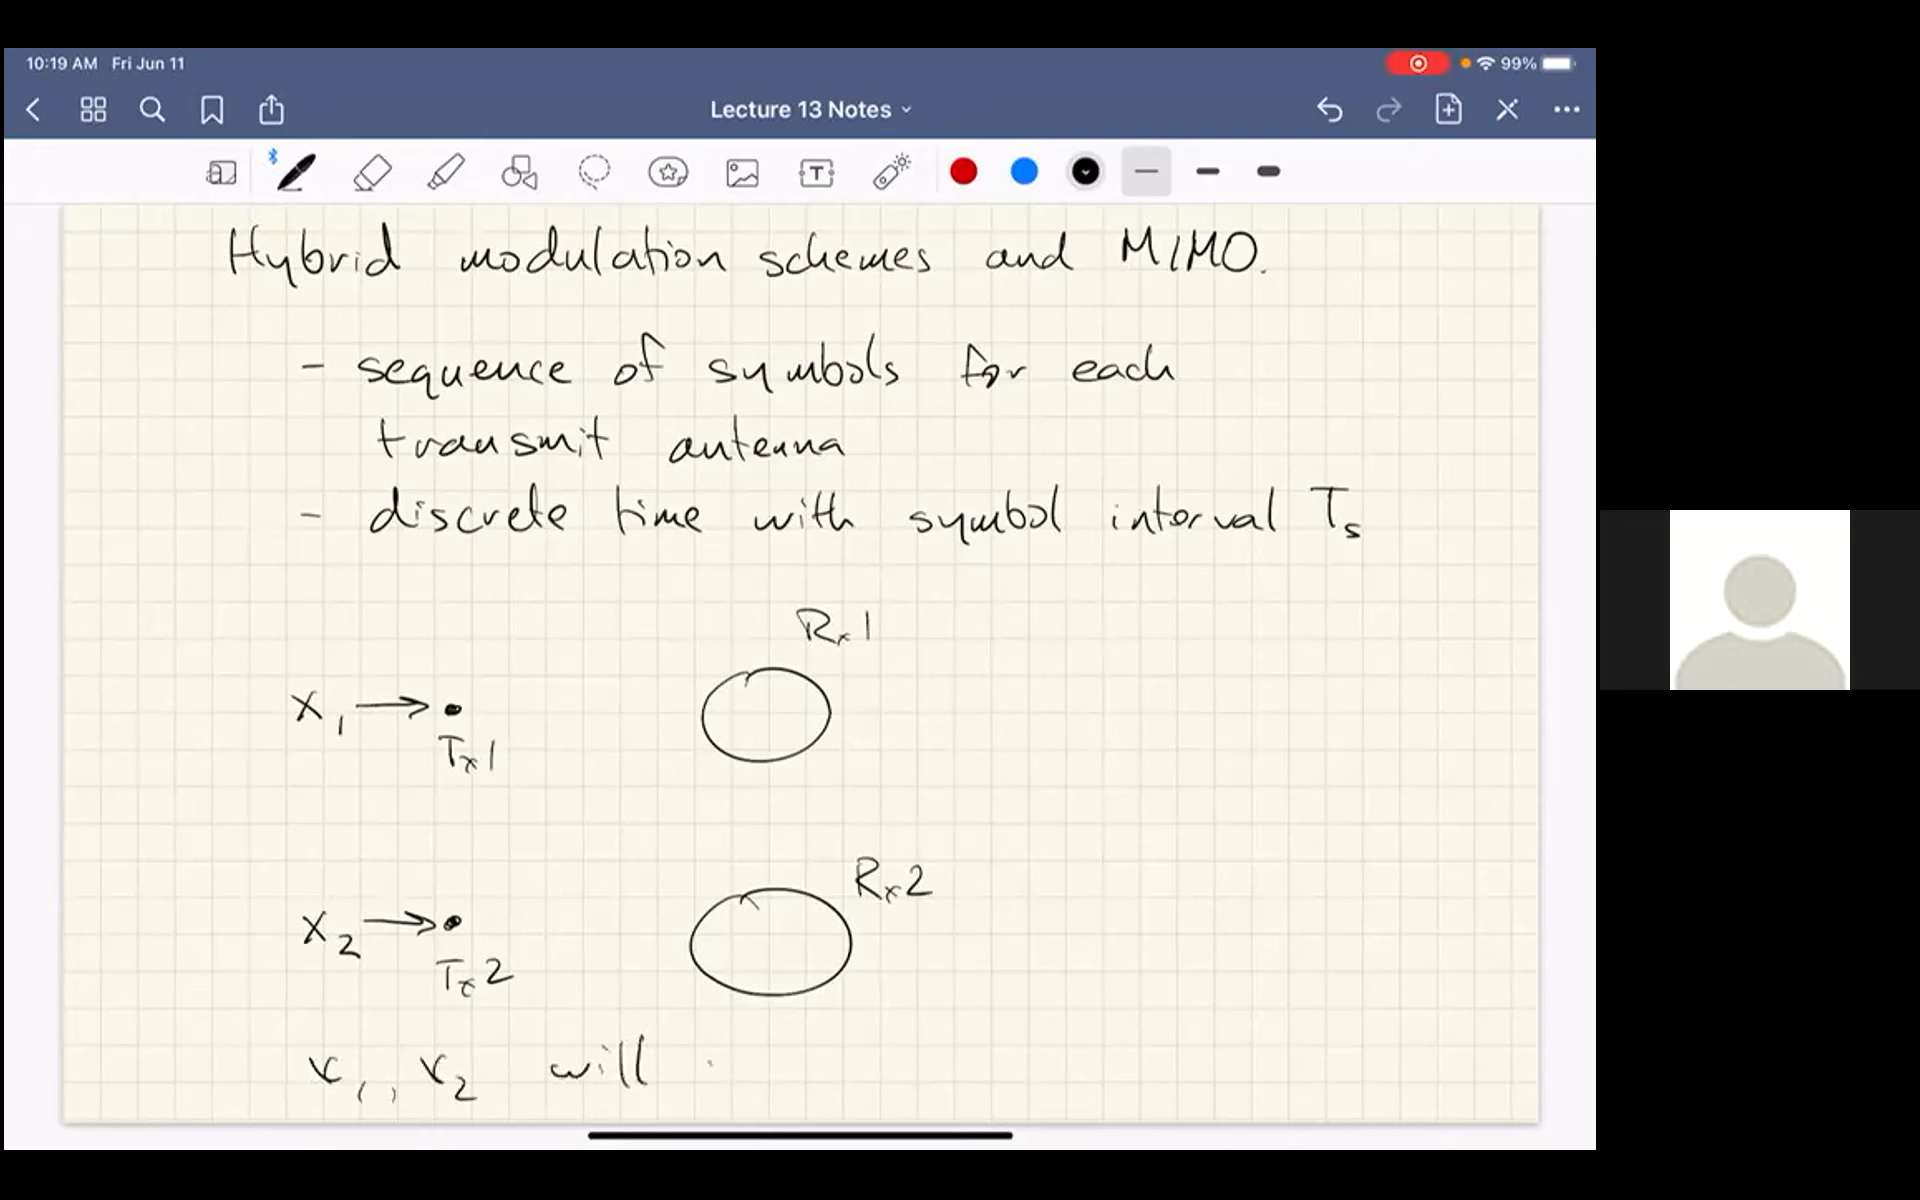 10:19 AM Fri Jun 11
99%
Lecture 13 Notes
T
Hybrid modulation schemes and MIMO.
- sequence of symbols for each
transmit antenna
- discrete time with symbol interval Ts
Rx1
x1 → •
Tx1
Rx2
x2 → •
Tx2
x1, x2 will